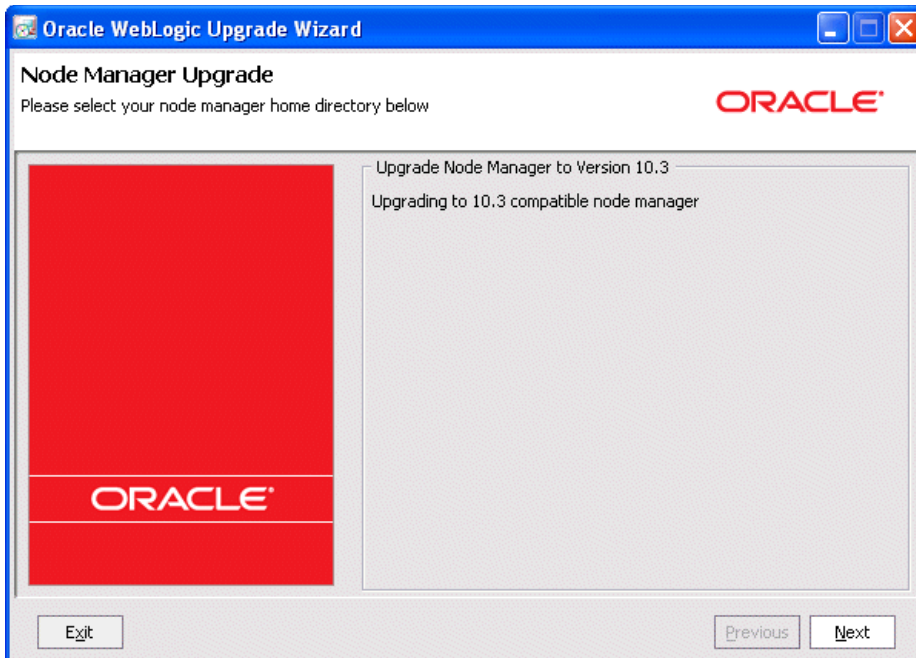 Oracle WebLogic Upgrade Wizard
Node Manager Upgrade
Please select your node manager home directory below
ORACLE
Upgrade Node Manager to Version 10.3
Upgrading to 10.3 compatible node manager
ORACLE
Exit
Previous
Next